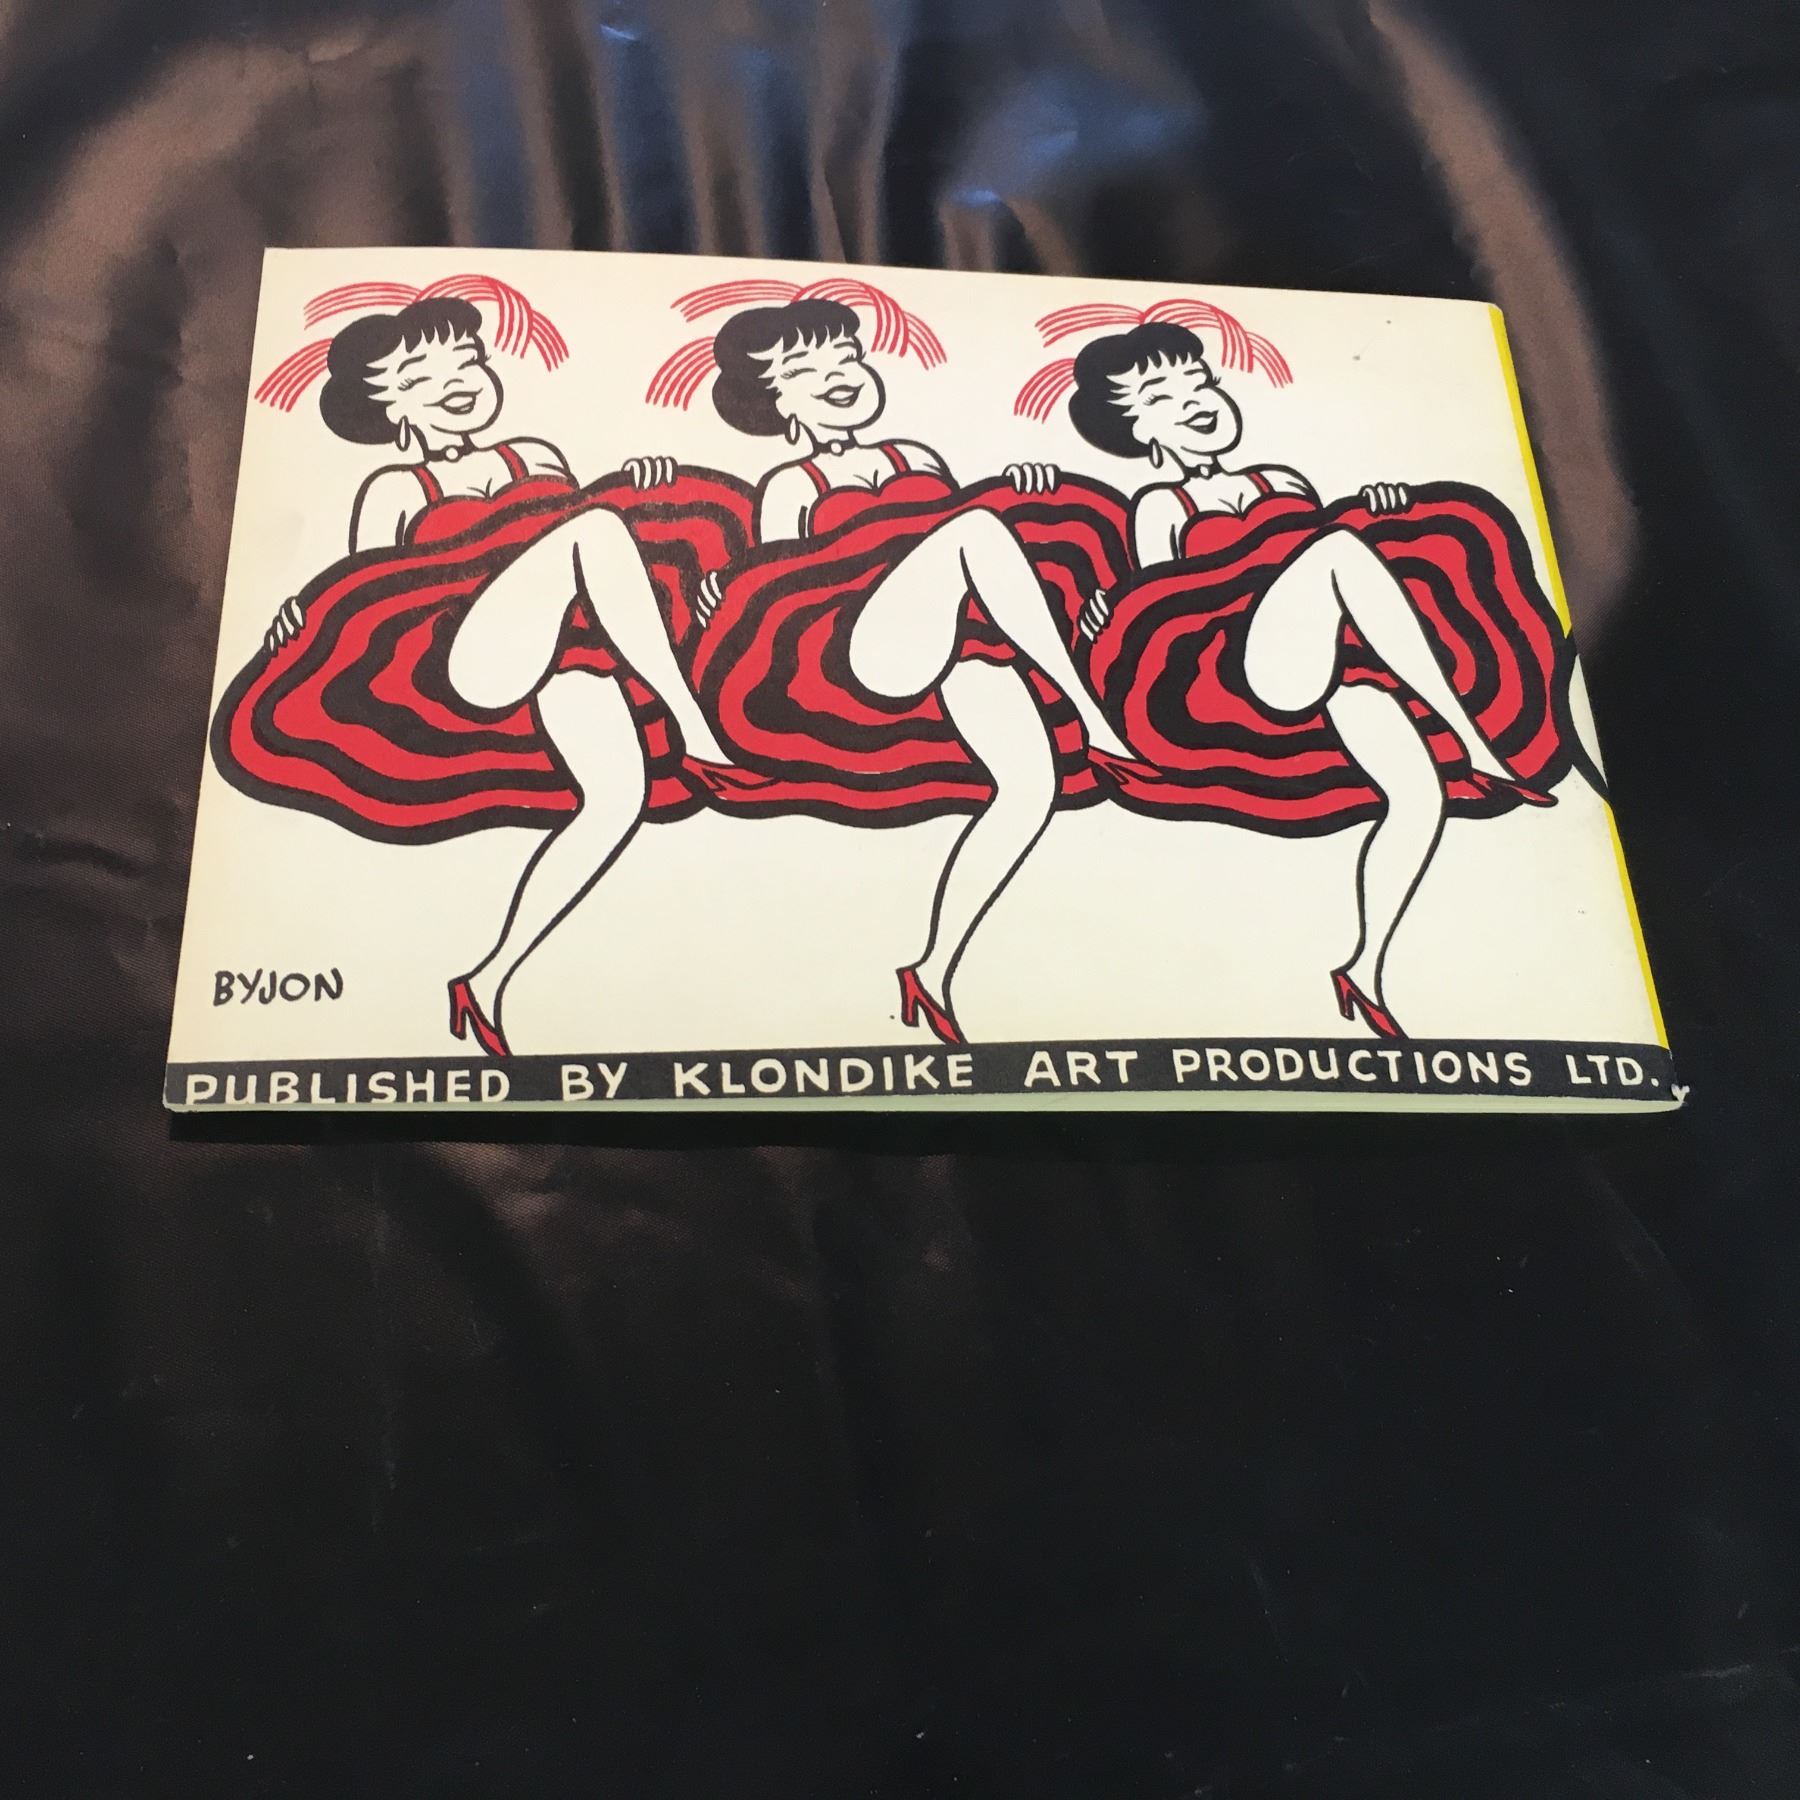 BYJON
PUBLISHED BY KLONDIKE ART PRODUCTIONS LTD.